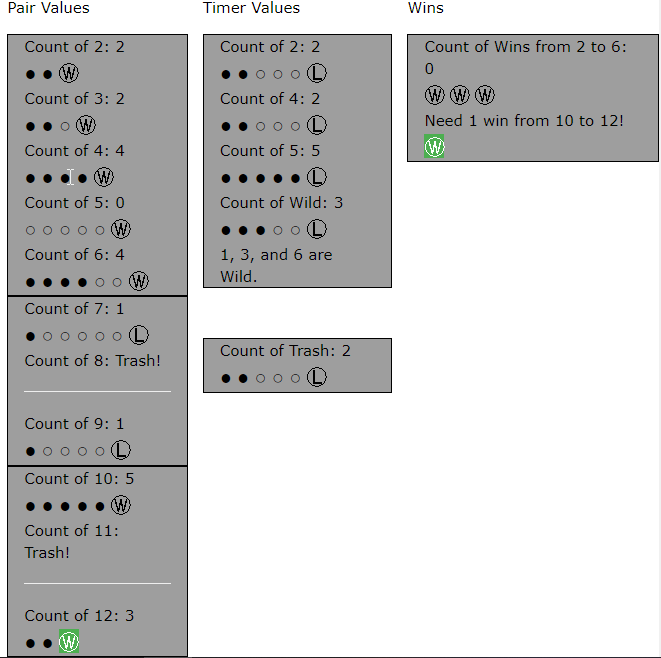 Pair Values
Count of 2: 2
● ● Ⓦ
Count of 3: 2
● ● ○ Ⓦ
Count of 4: 4
● ● ● ● Ⓦ
Count of 5: 0
○ ○ ○ ○ ○ Ⓦ
Count of 6: 4
● ● ● ● ○ ○ Ⓦ
Count of 7: 1
● ○ ○ ○ ○ ○ Ⓛ
Count of 8: Trash!
Count of 9: 1
● ○ ○ ○ ○ Ⓛ
Count of 10: 5
● ● ● ● ● Ⓦ
Count of 11:
Trash!
Count of 12: 3
● ● Ⓦ
Timer Values
Count of 2: 2
● ● ○ ○ ○ Ⓛ
Count of 4: 2
● ● ○ ○ ○ Ⓛ
Count of 5: 5
● ● ● ● ● Ⓛ
Count of Wild: 3
● ● ● ○ ○ Ⓛ
1, 3, and 6 are
Wild.
Count of Trash: 2
● ● ○ ○ ○ Ⓛ
Wins
Count of Wins from 2 to 6:
0
Ⓦ Ⓦ Ⓦ
Need 1 win from 10 to 12!
Ⓦ